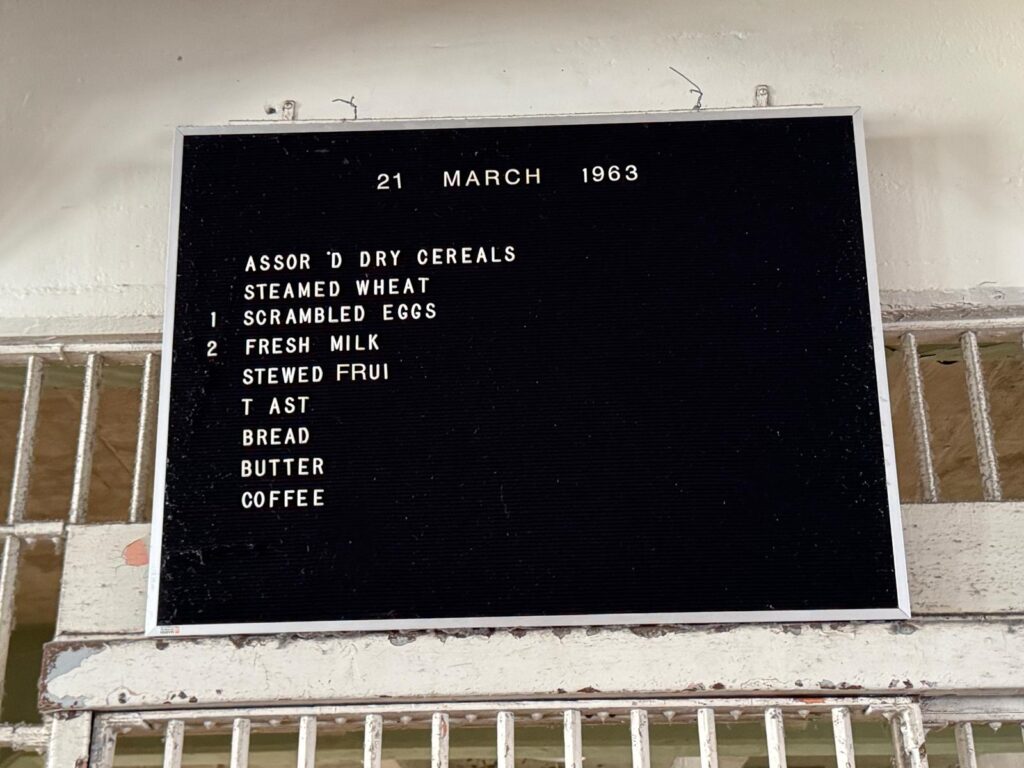 21 MARCH 1963
ASSOR 'D DRY CEREALS
STEAMED WHEAT
1 SCRAMBLED EGGS
2 FRESH MILK
STEWED FRUI
T AST
BREAD
BUTTER
COFFEE